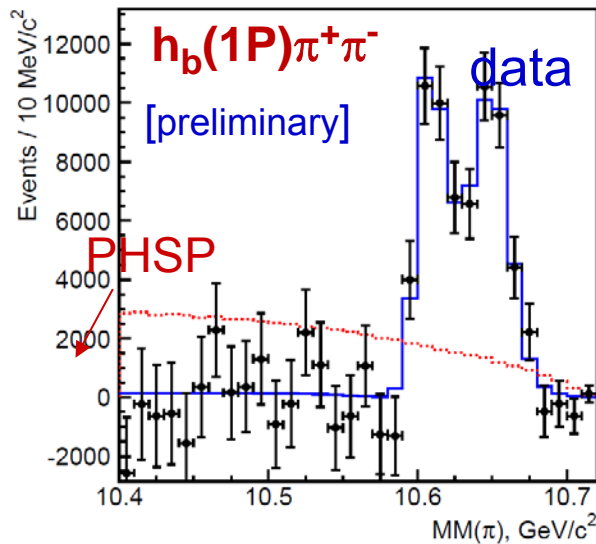 h_b(1P)π⁺π⁻
data
[preliminary]
PHSP
Events / 10 MeV/c²
12000
10000
8000
6000
4000
2000
0
-2000
10.4
10.5
10.6
10.7
MM(π), GeV/c²